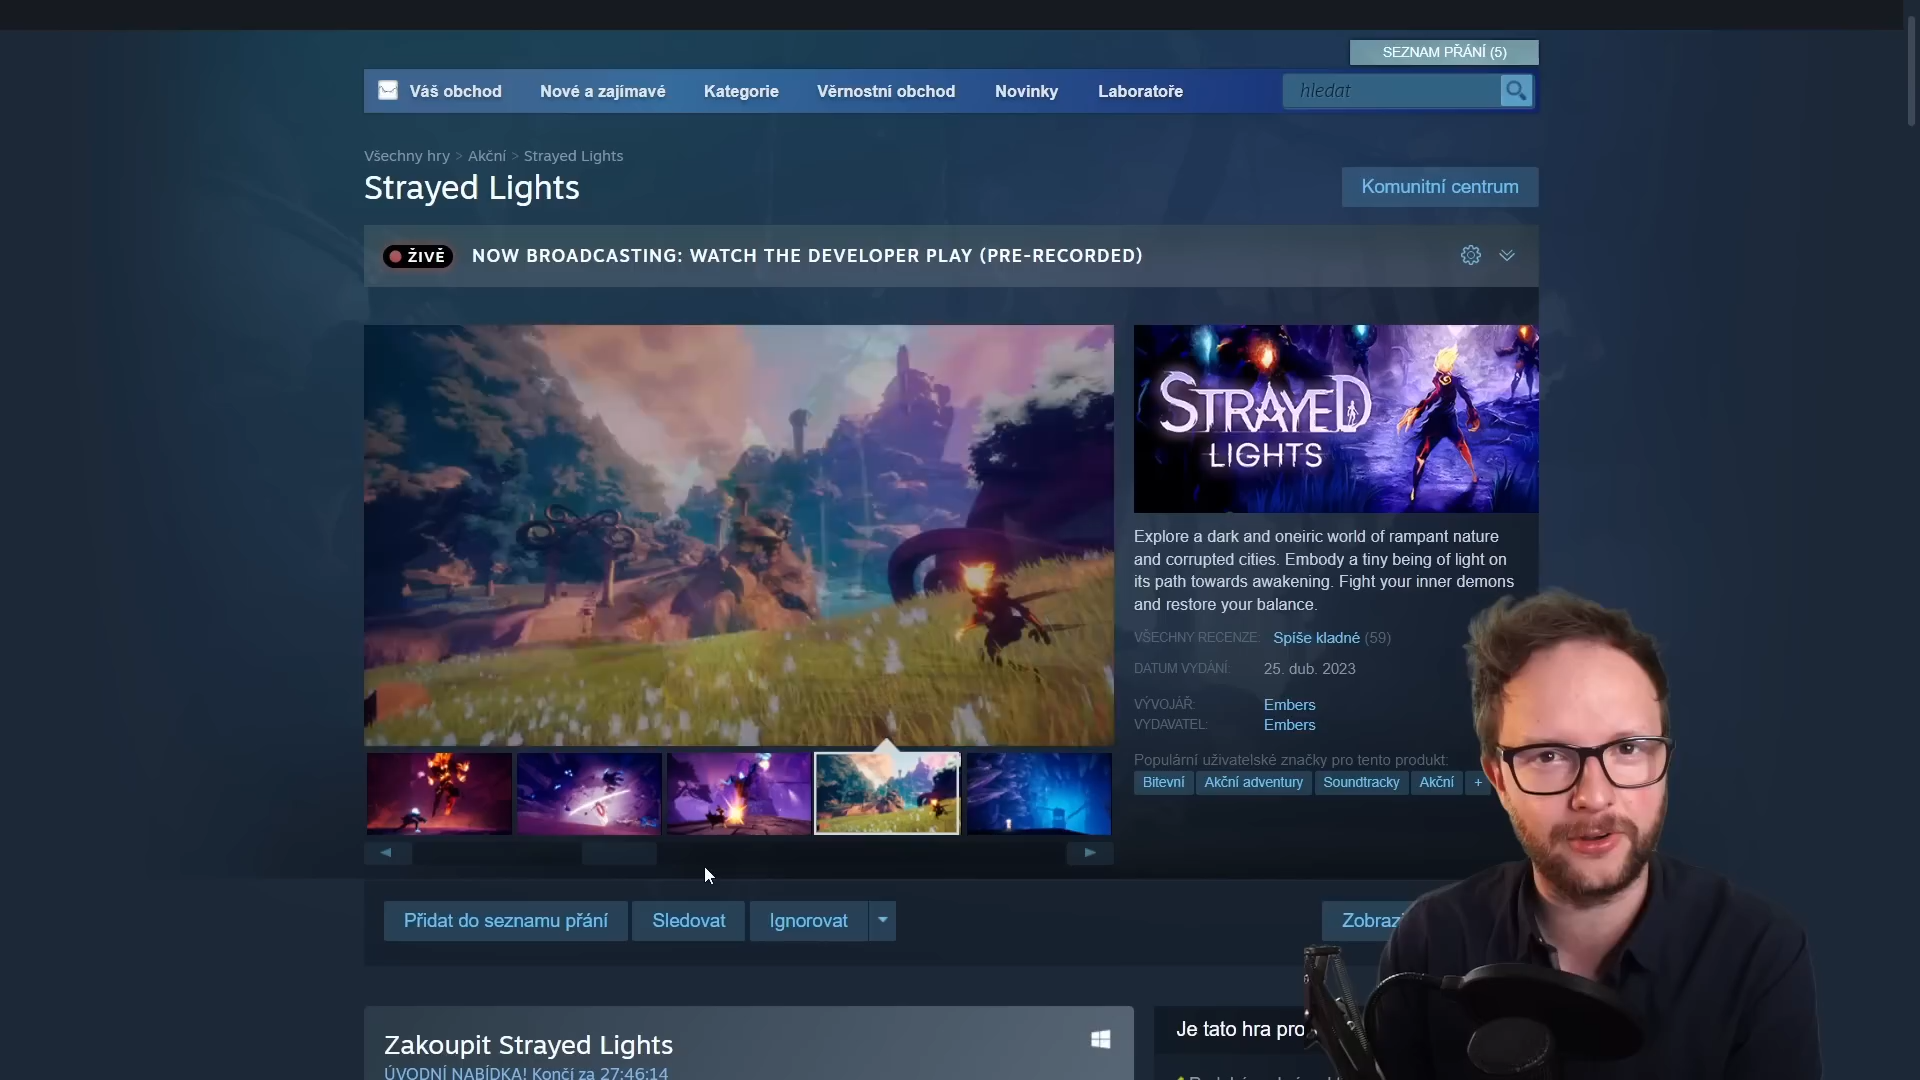 SEZNAM PŘÁNÍ (5)
Váš obchod Nové a zajímavé Kategorie Věrnostní obchod Novinky Laboratoře hledat
Všechny hry > Akční > Strayed Lights
Strayed Lights
Komunitní centrum
ŽIVĚ NOW BROADCASTING: WATCH THE DEVELOPER PLAY (PRE-RECORDED)
STRAYED
LIGHTS
Explore a dark and oneiric world of rampant nature
and corrupted cities. Embody a tiny being of light on
its path towards awakening. Fight your inner demons
and restore your balance.
VŠECHNY RECENZE: Spíše kladné (59)
DATUM VYDÁNÍ: 25. dub. 2023
VÝVOJÁŘ: Embers
VYDAVATEL: Embers
Populární uživatelské značky pro tento produkt:
Bitevní Akční adventury Soundtracky Akční +
Přidat do seznamu přání Sledovat Ignorovat
Zakoupit Strayed Lights
ÚVODNÍ NABÍDKA! Končí za 27:46:14
Je tato hra pro